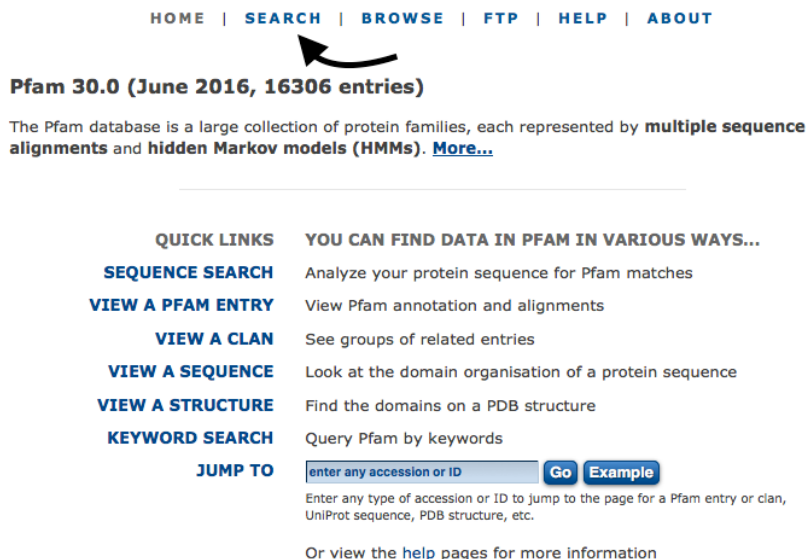 HOME | SEARCH | BROWSE | FTP | HELP | ABOUT
Pfam 30.0 (June 2016, 16306 entries)
The Pfam database is a large collection of protein families, each represented by multiple sequence
alignments and hidden Markov models (HMMs). More...
QUICK LINKS YOU CAN FIND DATA IN PFAM IN VARIOUS WAYS...
SEQUENCE SEARCH Analyze your protein sequence for Pfam matches
VIEW A PFAM ENTRY View Pfam annotation and alignments
VIEW A CLAN See groups of related entries
VIEW A SEQUENCE Look at the domain organisation of a protein sequence
VIEW A STRUCTURE Find the domains on a PDB structure
KEYWORD SEARCH Query Pfam by keywords
JUMP TO enter any accession or ID Go Example
Enter any type of accession or ID to jump to the page for a Pfam entry or clan,
UniProt sequence, PDB structure, etc.
Or view the help pages for more information